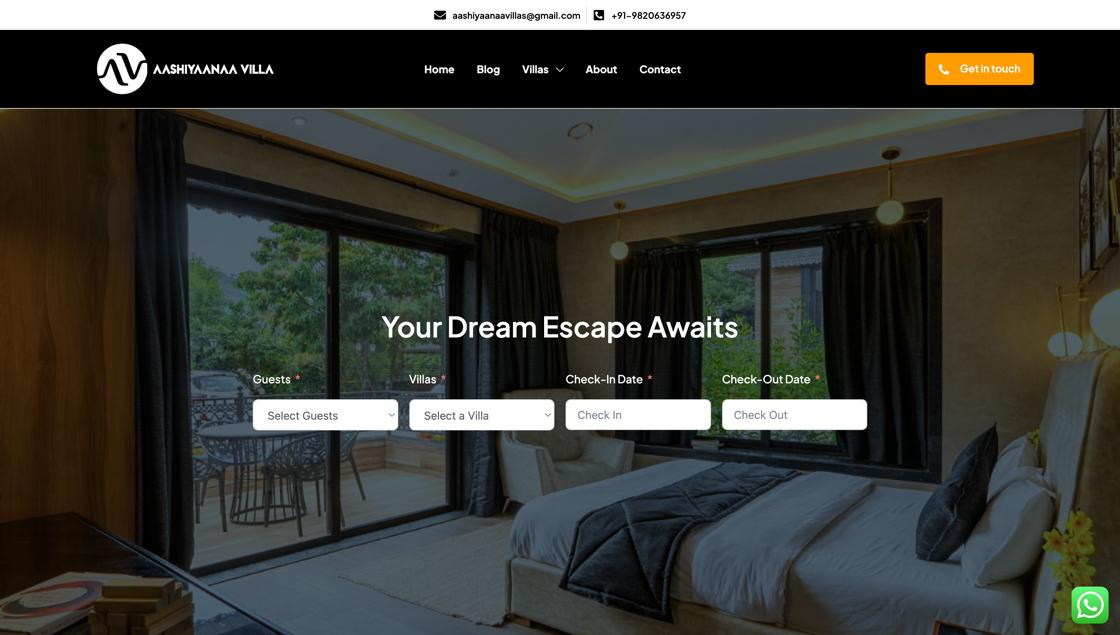 aashiyaanaavillas@gmail.com +91-9820636957
AASHIYAANAA VILLA Home Blog Villas About Contact Get in touch
Your Dream Escape Awaits
Guests * Villas * Check-In Date * Check-Out Date *
Select Guests Select a Villa Check In Check Out